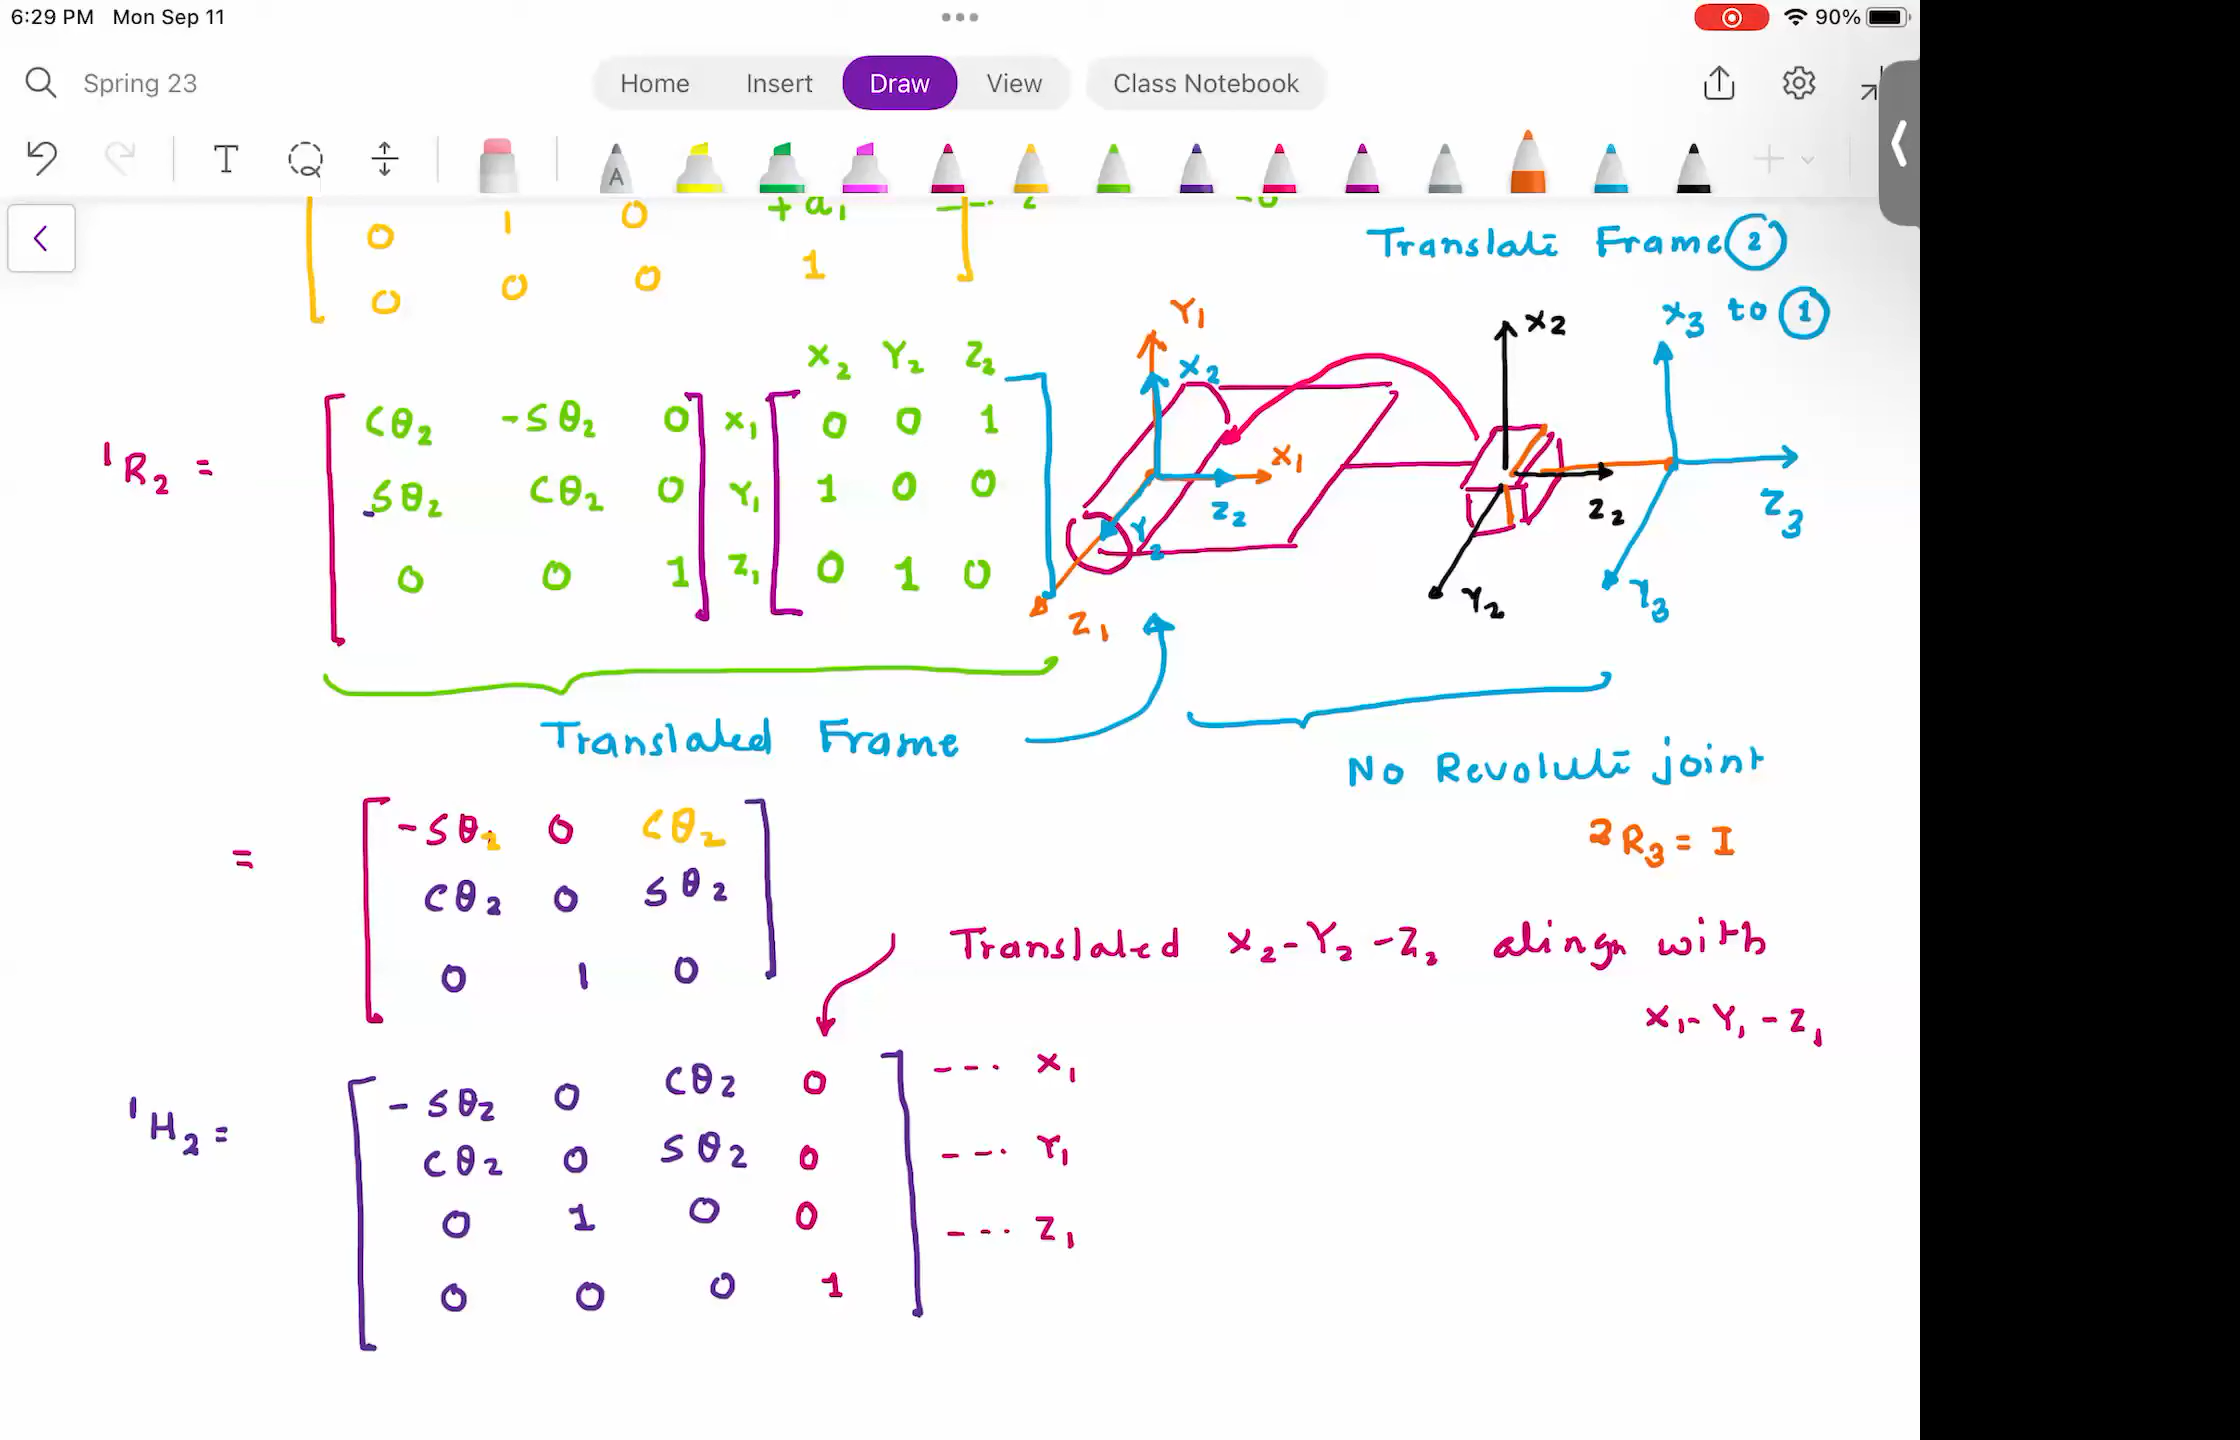 6:29 PM Mon Sep 11
90%
Spring 23
Home Insert Draw View Class Notebook
T
A
0 1 0 + a₁
0 0 0 1
Translate Frame ②
to ①
¹R₂ =
X₂ Y₂ Z₂
Cθ₂ -Sθ₂ 0 X₁ 0 0 1
Sθ₂ Cθ₂ 0 Y₁ 1 0 0
0 0 1 Z₁ 0 1 0
Y₁
X₂
X₁
Z₂
Y₂
Z₁
X₂
Z₂
Y₂
X₃
Z₃
Y₃
Translated Frame
No Revolute joint
²R₃ = I
=
-Sθ₂ 0 Cθ₂
Cθ₂ 0 Sθ₂
0 1 0
Translated X₂-Y₂-Z₂ alingn with
X₁-Y₁-Z₁
¹H₂ =
-Sθ₂ 0 Cθ₂ 0 --- X₁
Cθ₂ 0 Sθ₂ 0 --- Y₁
0 1 0 0 --- Z₁
0 0 0 1